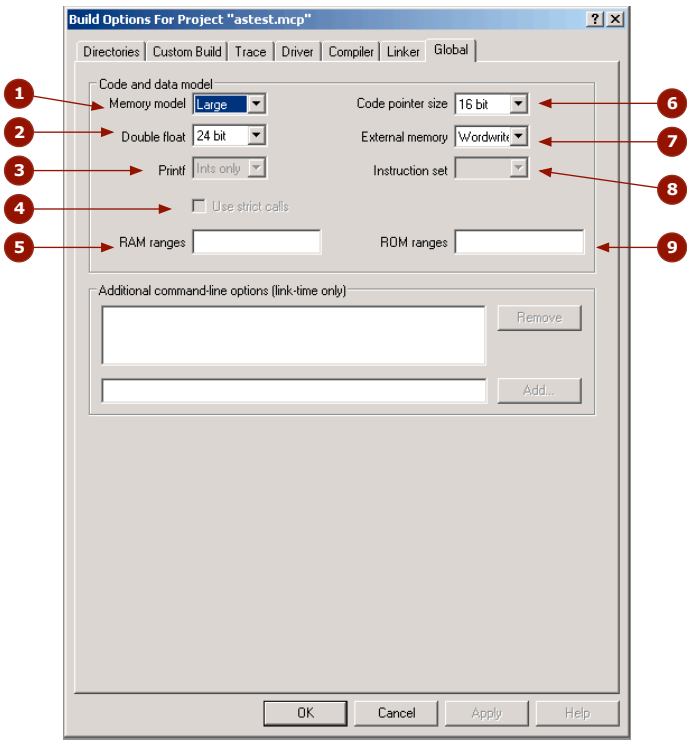 Build Options For Project "astest.mcp"
Directories Custom Build Trace Driver Compiler Linker Global
Code and data model
1 Memory model Large Code pointer size 16 bit 6
2 Double float 24 bit External memory Wordwrite 7
3 Printf Ints only Instruction set 8
4 Use strict calls
5 RAM ranges ROM ranges 9
Additional command-line options (link-time only)
Remove
Add...
OK Cancel Apply Help